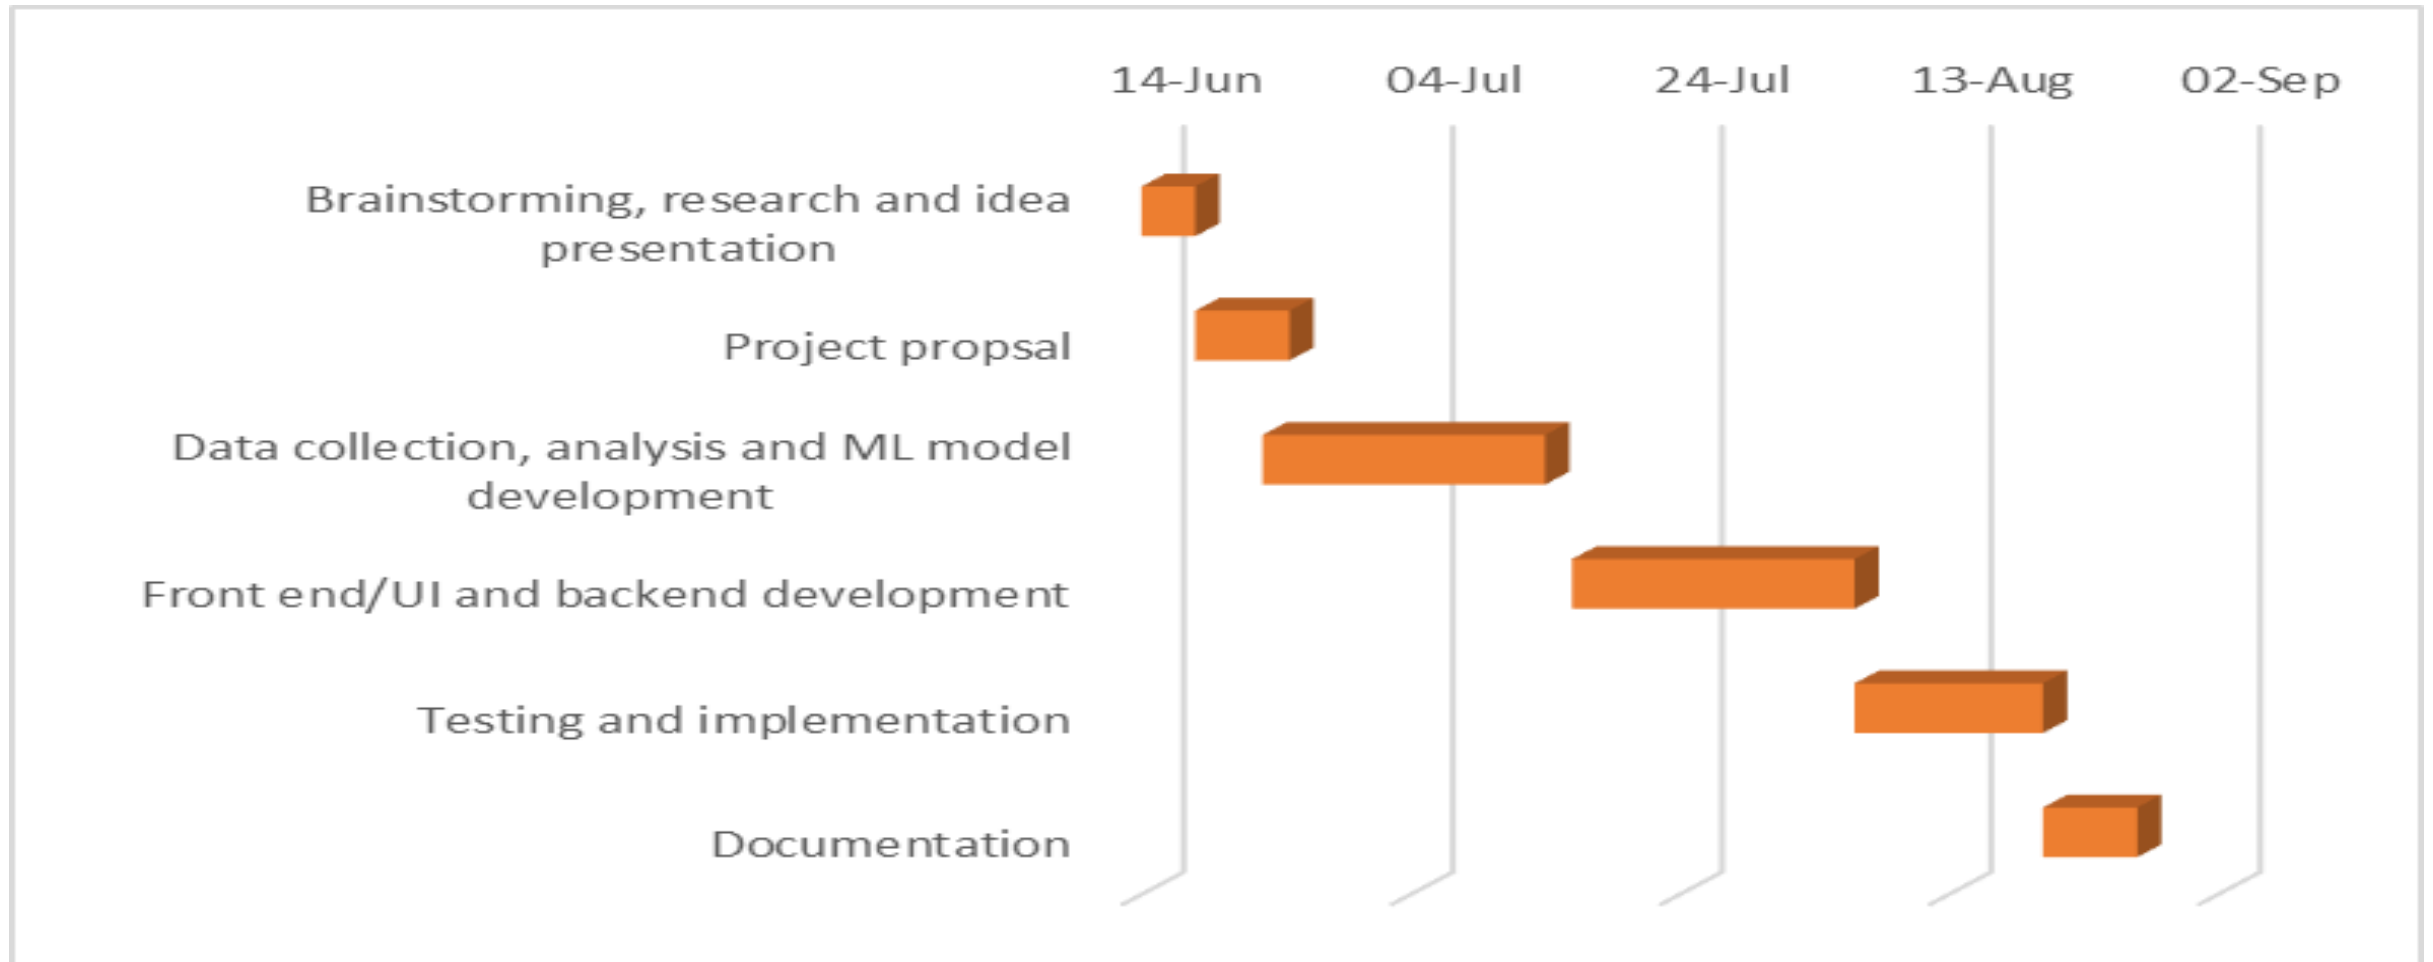 14-Jun 04-Jul 24-Jul 13-Aug 02-Sep
Brainstorming, research and idea
presentation
Project propsal
Data collection, analysis and ML model
development
Front end/UI and backend development
Testing and implementation
Documentation